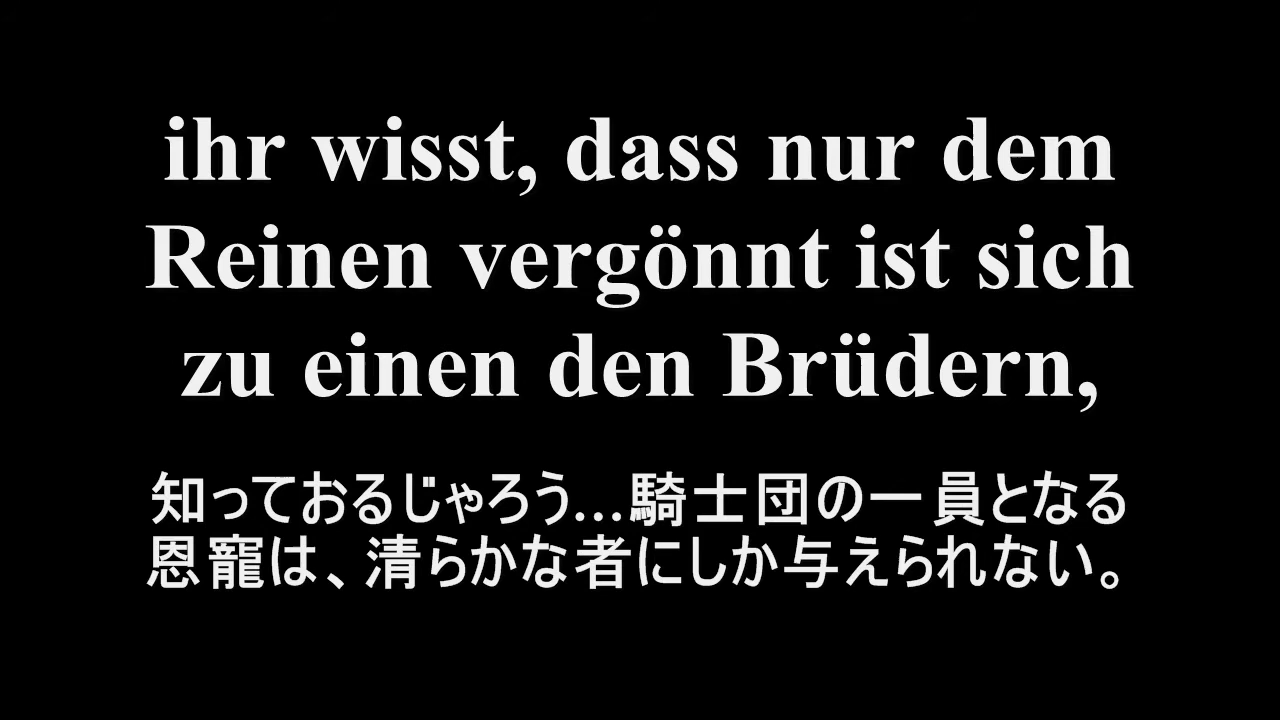 ihr wisst, dass nur dem
Reinen vergönnt ist sich
zu einen den Brüdern,
知っておるじゃろう...騎士団の一員となる
恩寵は、清らかな者にしか与えられない。